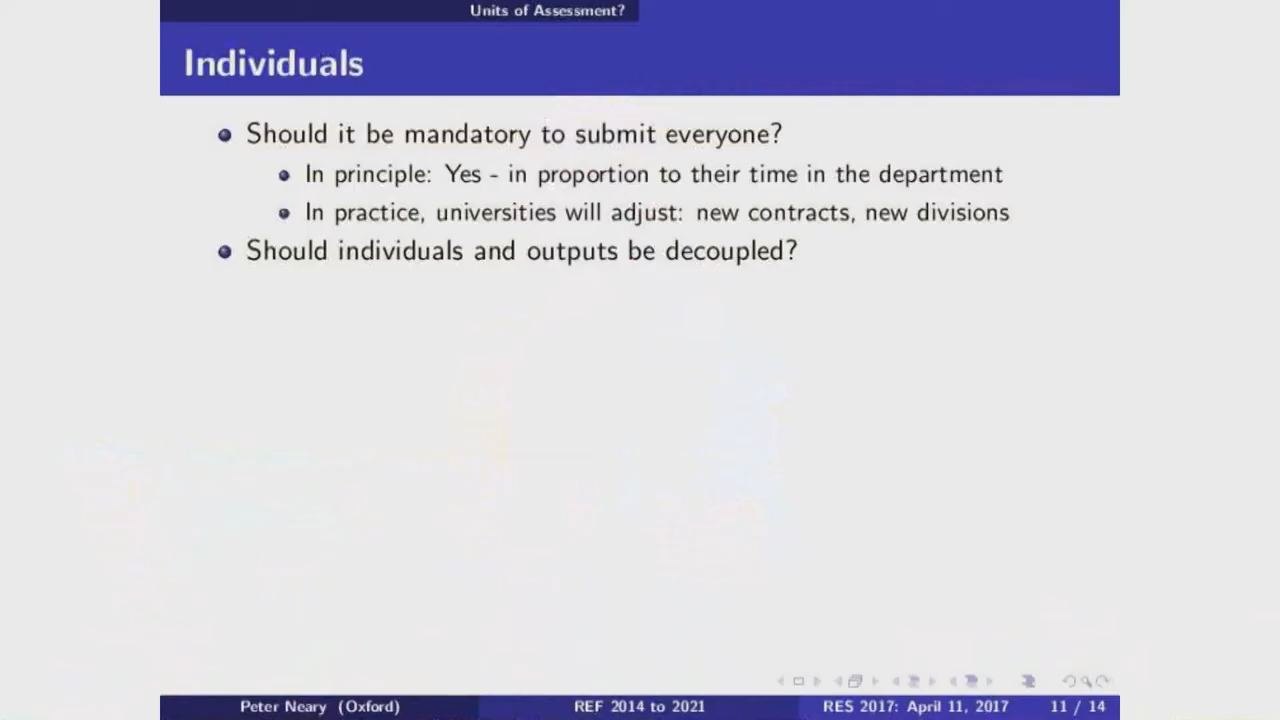 Units of Assessment?
Individuals
Should it be mandatory to submit everyone?
In principle: Yes - in proportion to their time in the department
In practice, universities will adjust: new contracts, new divisions
Should individuals and outputs be decoupled?
Peter Neary (Oxford) REF 2014 to 2021 RES 2017: April 11, 2017 11 / 14